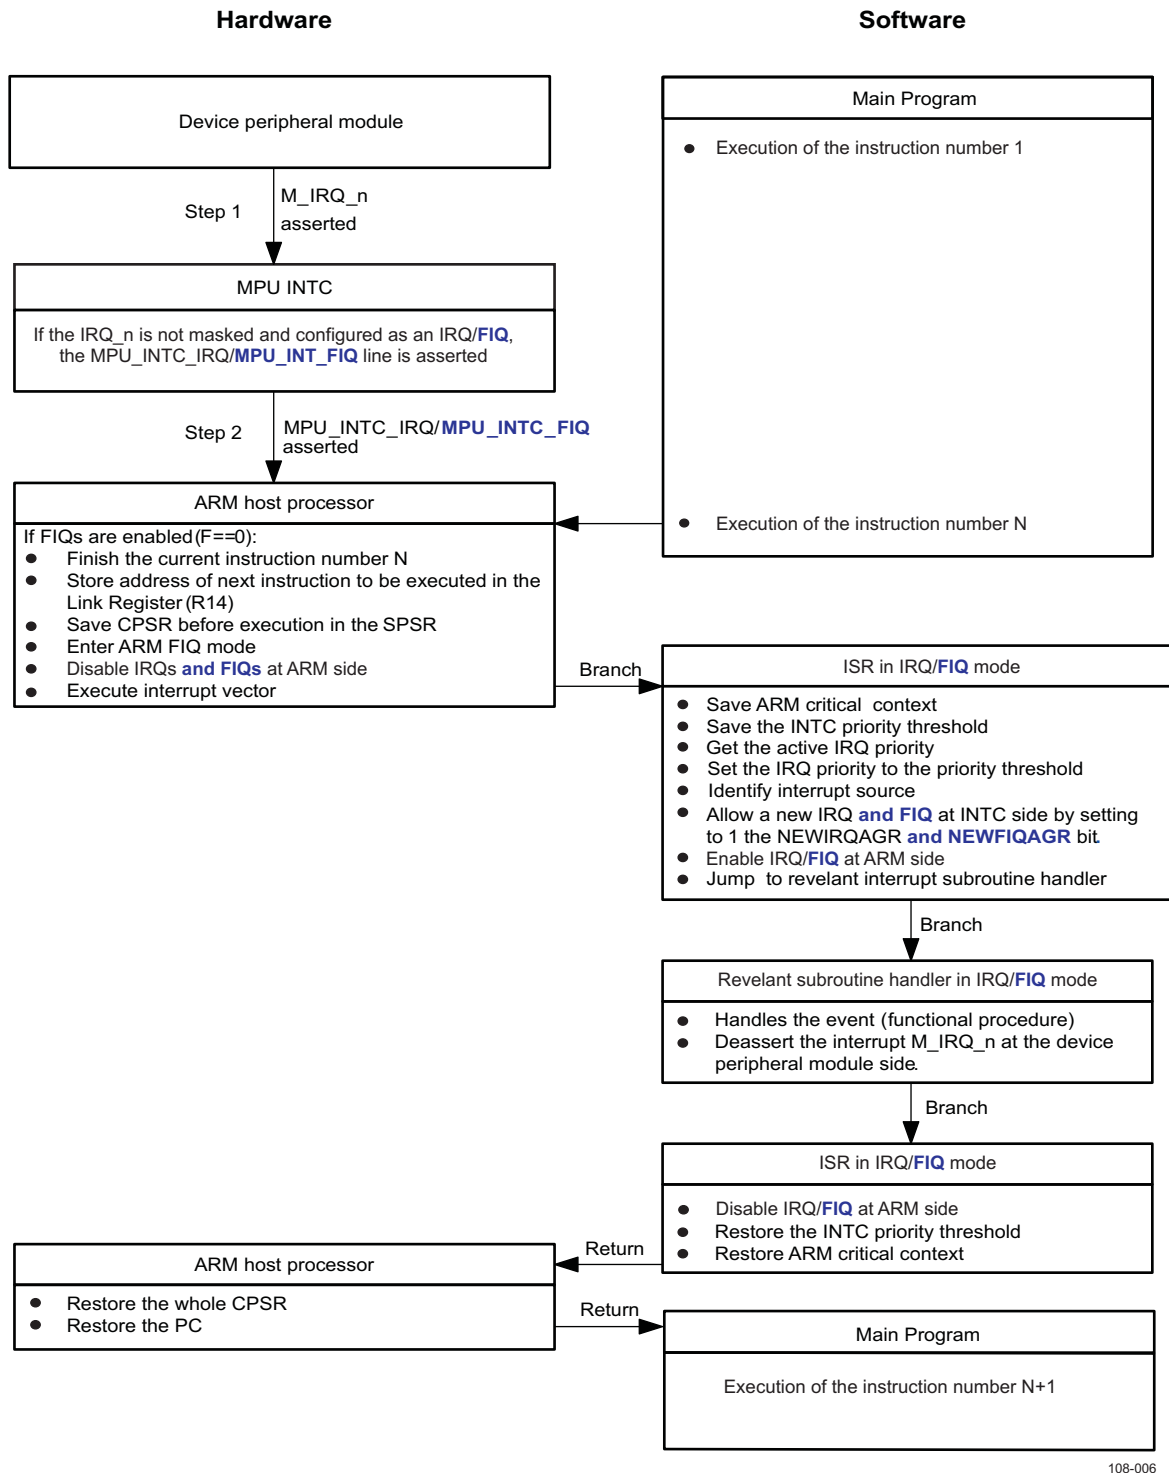 Hardware
Software
Device peripheral module
Main Program
● Execution of the instruction number 1
Step 1
M_IRQ_n
asserted
MPU INTC
If the IRQ_n is not masked and configured as an IRQ/FIQ,
the MPU_INTC_IRQ/MPU_INT_FIQ line is asserted
Step 2
MPU_INTC_IRQ/MPU_INTC_FIQ
asserted
● Execution of the instruction number N
ARM host processor
If FIQs are enabled(F==0):
● Finish the current instruction number N
● Store address of next instruction to be executed in the
Link Register(R14)
● Save CPSR before execution in the SPSR
● Enter ARM FIQ mode
● Disable IRQs and FIQs at ARM side
● Execute interrupt vector
Branch
ISR in IRQ/FIQ mode
● Save ARM critical context
● Save the INTC priority threshold
● Get the active IRQ priority
● Set the IRQ priority to the priority threshold
● Identify interrupt source
● Allow a new IRQ and FIQ at INTC side by setting
to 1 the NEWIRQAGR and NEWFIQAGR bit.
● Enable IRQ/FIQ at ARM side
● Jump to revelant interrupt subroutine handler
Branch
Revelant subroutine handler in IRQ/FIQ mode
● Handles the event (functional procedure)
● Deassert the interrupt M_IRQ_n at the device
peripheral module side.
Branch
ISR in IRQ/FIQ mode
● Disable IRQ/FIQ at ARM side
● Restore the INTC priority threshold
● Restore ARM critical context
Return
ARM host processor
● Restore the whole CPSR
● Restore the PC
Return
Main Program
Execution of the instruction number N+1
108-006